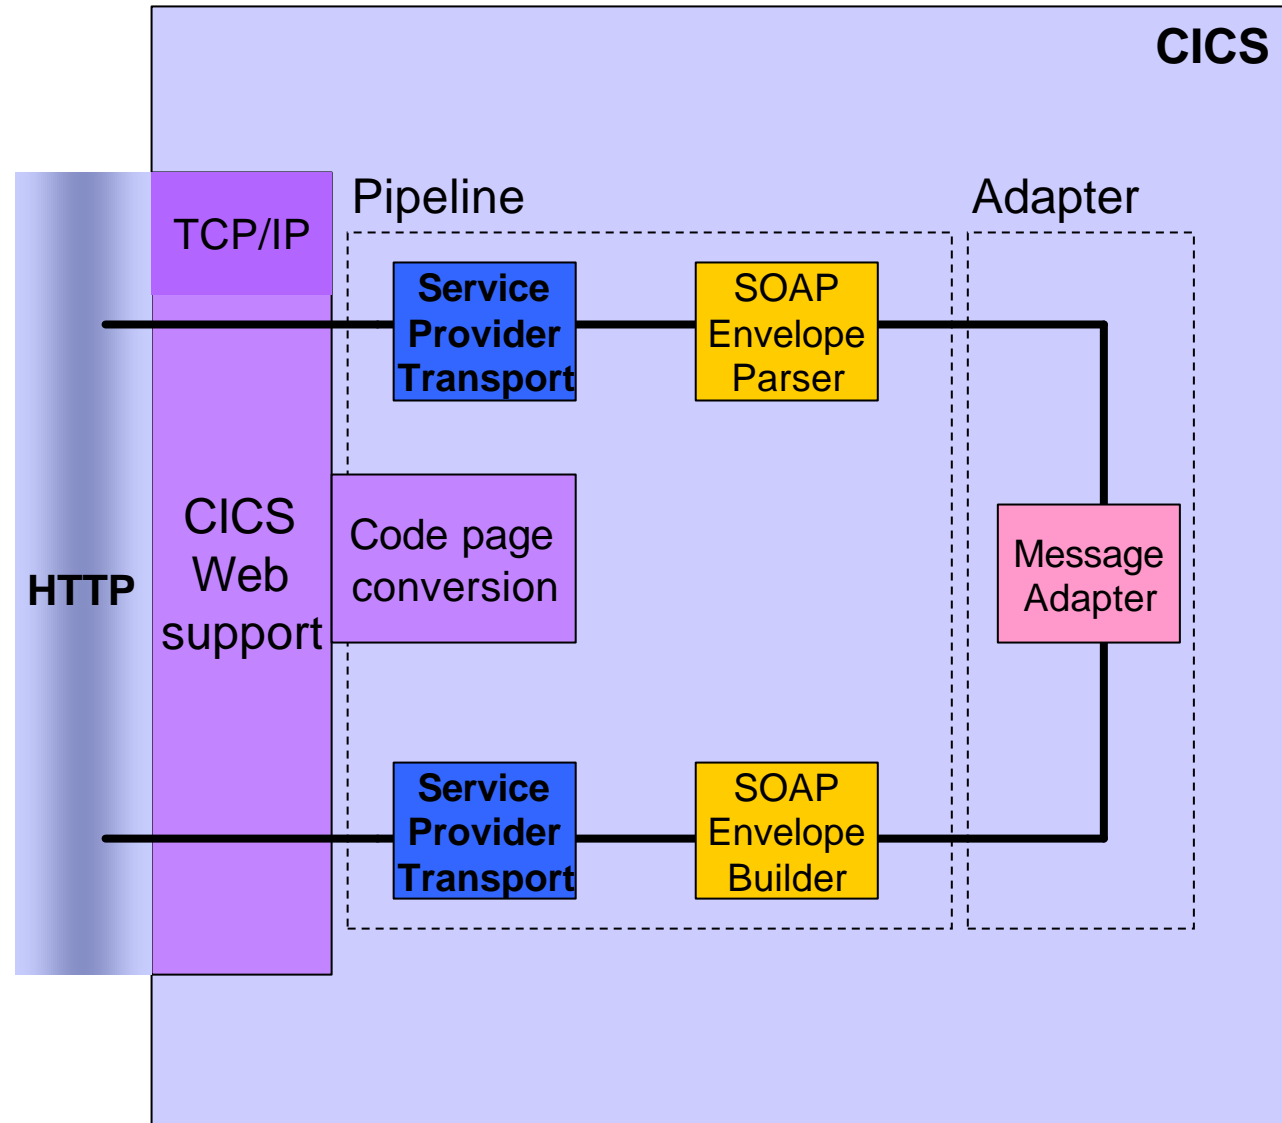 CICS
Pipeline
Adapter
TCP/IP
Service
Provider
Transport
SOAP
Envelope
Parser
HTTP
CICS
Web
support
Code page
conversion
Message
Adapter
Service
Provider
Transport
SOAP
Envelope
Builder